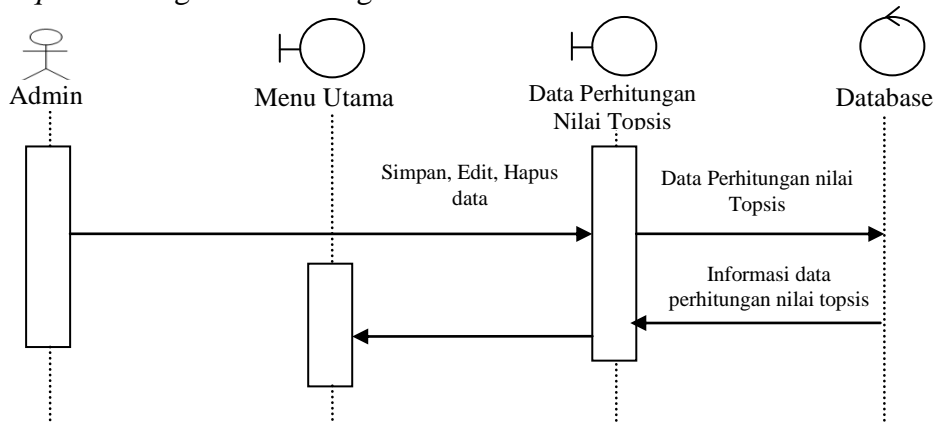 Admin
Menu Utama
Data Perhitungan
Nilai Topsis
Database
Simpan, Edit, Hapus
data
Data Perhitungan nilai
Topsis
Informasi data
perhitungan nilai topsis